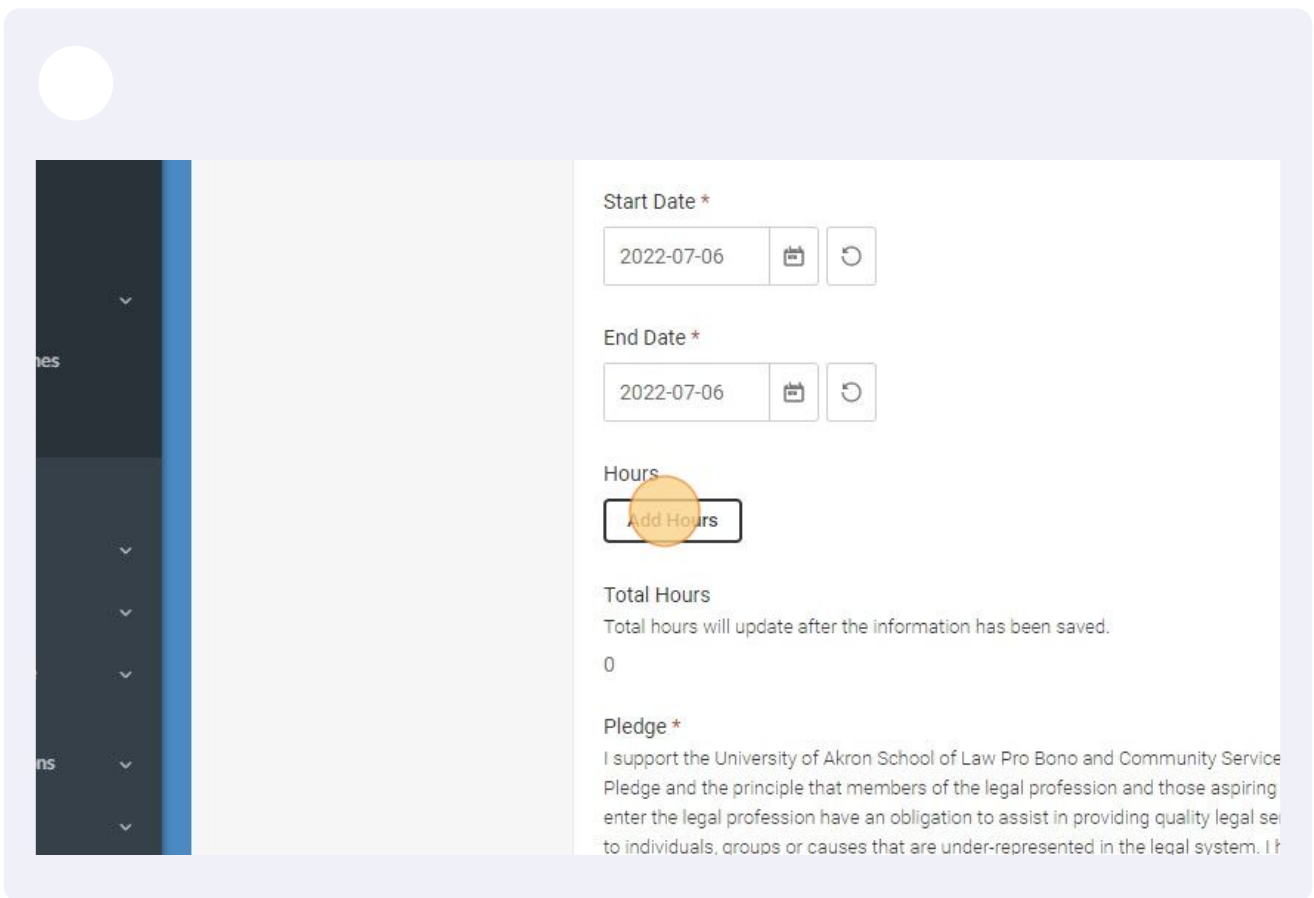 Start Date *
2022-07-06
End Date *
nes
2022-07-06
Hours
Add Hours
Total Hours
Total hours will update after the information has been saved.
0
Pledge *
I support the University of Akron School of Law Pro Bono and Community Service
ns
Pledge and the principle that members of the legal profession and those aspiring
enter the legal profession have an obligation to assist in providing quality legal se
to individuals, groups or causes that are under-represented in the legal system. I h